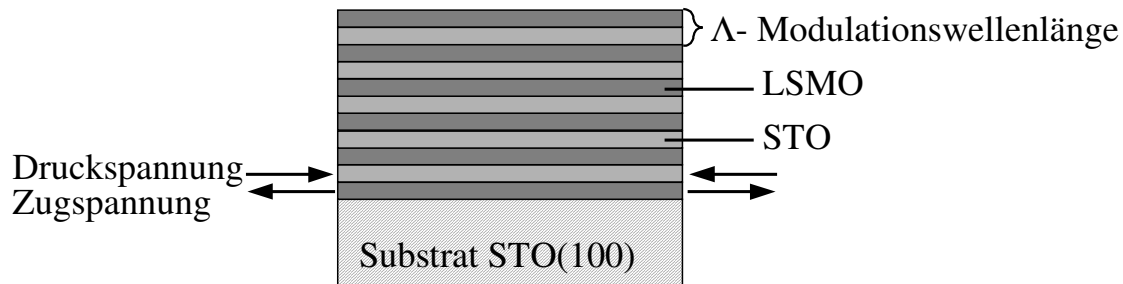 Λ- Modulationswellenlänge
LSMO
STO
Druckspannung
Zugspannung
Substrat STO(100)